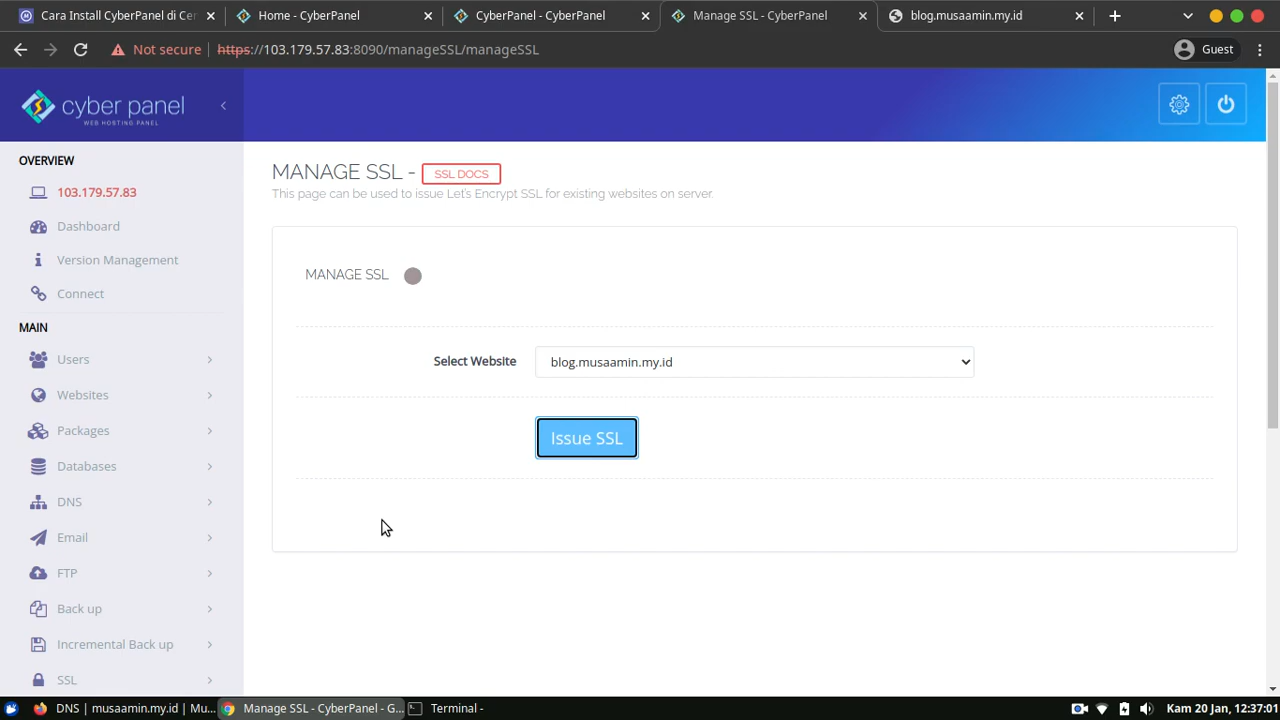 Cara Install CyberPanel di Cer
Home - CyberPanel
CyberPanel - CyberPanel
Manage SSL - CyberPanel
blog.musaamin.my.id
Not secure
https://103.179.57.83:8090/manageSSL/manageSSL
Guest
cyber panel
WEB HOSTING PANEL
OVERVIEW
103.179.57.83
Dashboard
Version Management
Connect
MAIN
Users
Websites
Packages
Databases
DNS
Email
FTP
Back up
Incremental Back up
SSL
MANAGE SSL - SSL DOCS
This page can be used to issue Let's Encrypt SSL for existing websites on server.
MANAGE SSL
Select Website
blog.musaamin.my.id
Issue SSL
DNS | musaamin.my.id | Mu...
Manage SSL - CyberPanel - G...
Terminal -
Kam 20 Jan, 12:37:01